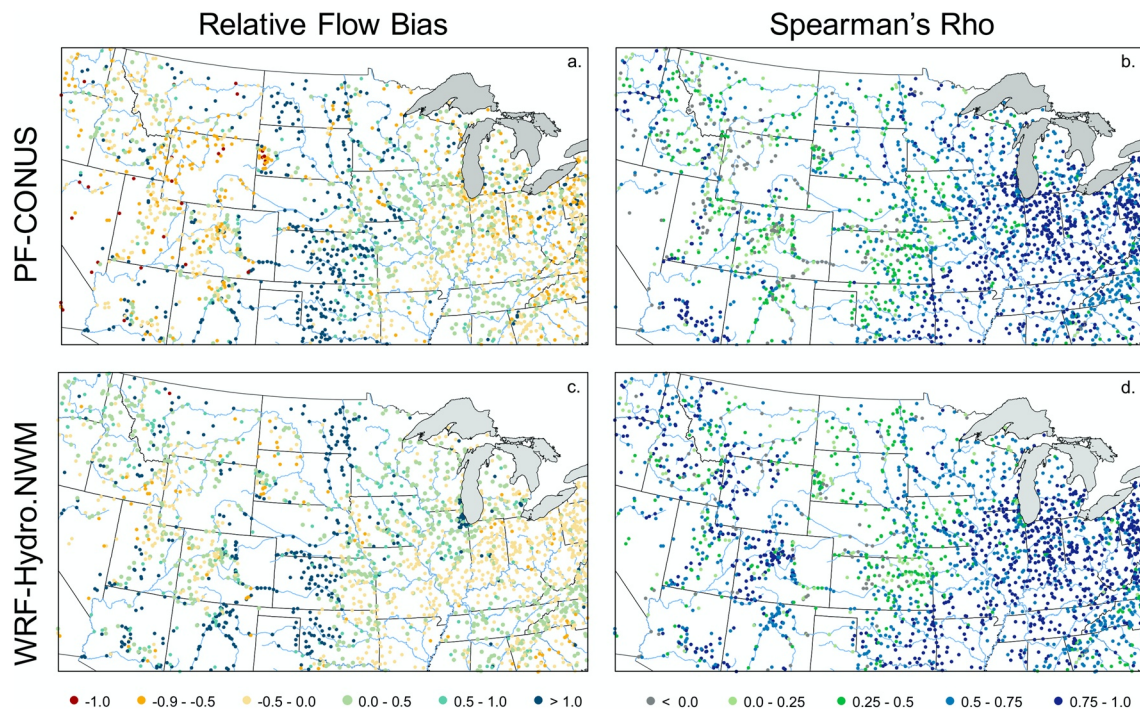 Relative Flow Bias
Spearman's Rho
PF-CONUS
a.
b.
WRF-Hydro.NWM
c.
d.
-1.0
-0.9 - -0.5
-0.5 - 0.0
0.0 - 0.5
0.5 - 1.0
> 1.0
< 0.0
0.0 - 0.25
0.25 - 0.5
0.5 - 0.75
0.75 - 1.0